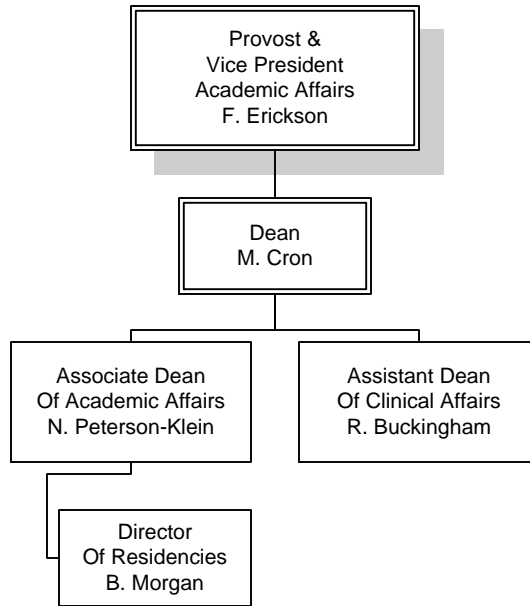 Provost &
Vice President
Academic Affairs
F. Erickson
Dean
M. Cron
Associate Dean
Of Academic Affairs
N. Peterson-Klein
Assistant Dean
Of Clinical Affairs
R. Buckingham
Director
Of Residencies
B. Morgan